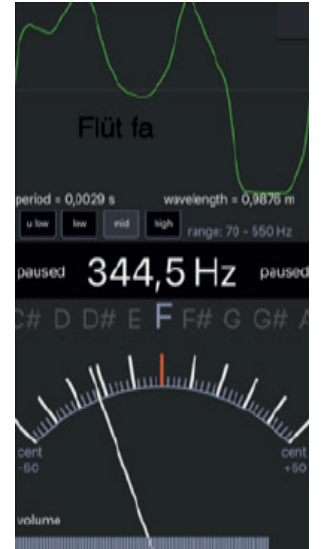 Flüt fa
period = 0,0029 s wavelength = 0,9876 m
u low low mid high range: 70 - 550 Hz
paused 344,5 Hz paused
C# D D# E F F# G G# A
cent cent
-50 +50
volume